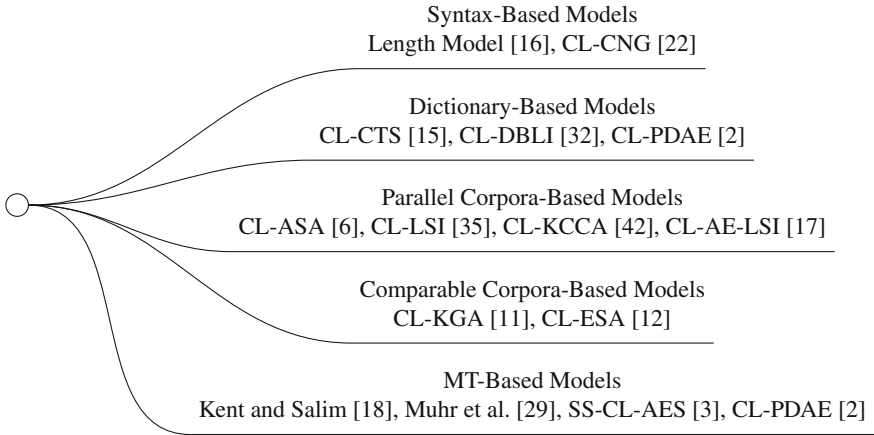 Syntax-Based Models
Length Model [16], CL-CNG [22]
Dictionary-Based Models
CL-CTS [15], CL-DBLI [32], CL-PDAE [2]
Parallel Corpora-Based Models
CL-ASA [6], CL-LSI [35], CL-KCCA [42], CL-AE-LSI [17]
Comparable Corpora-Based Models
CL-KGA [11], CL-ESA [12]
MT-Based Models
Kent and Salim [18], Muhr et al. [29], SS-CL-AES [3], CL-PDAE [2]